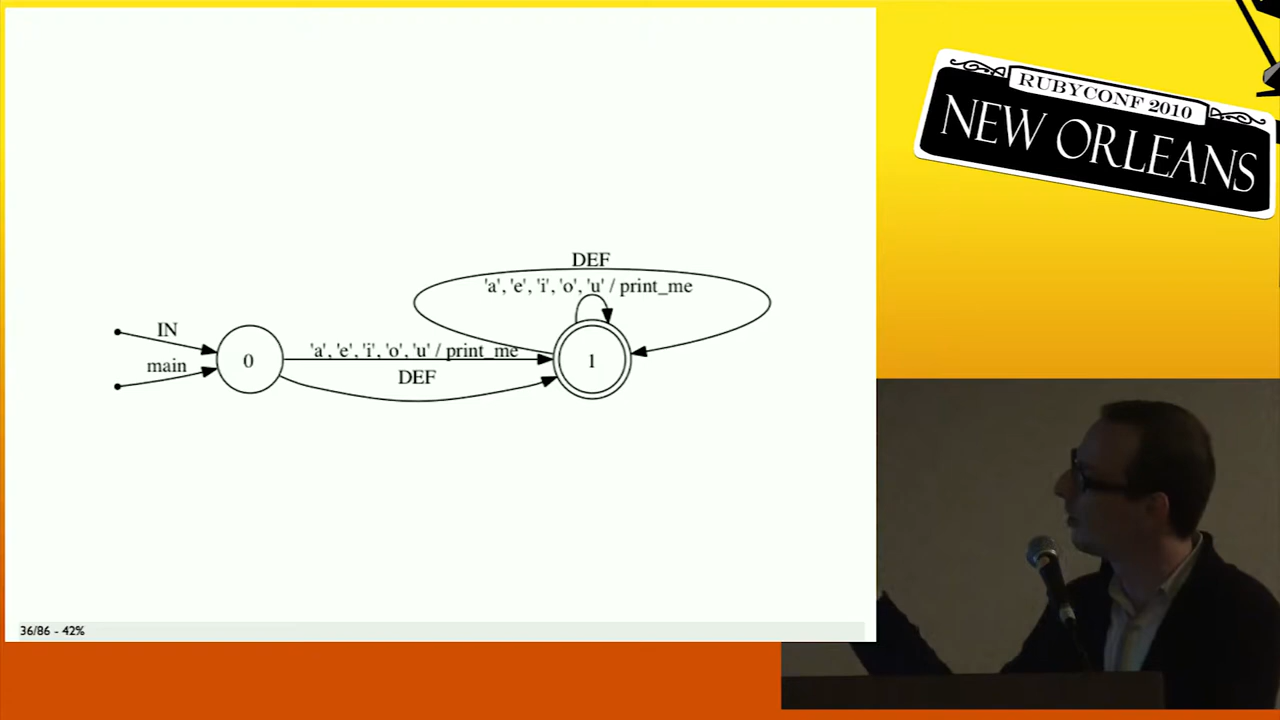 RUBYCONF 2010
NEW ORLEANS
DEF
'a', 'e', 'i', 'o', 'u' / print_me
IN
main
0
'a', 'e', 'i', 'o', 'u' / print_me
DEF
1
36/86 - 42%